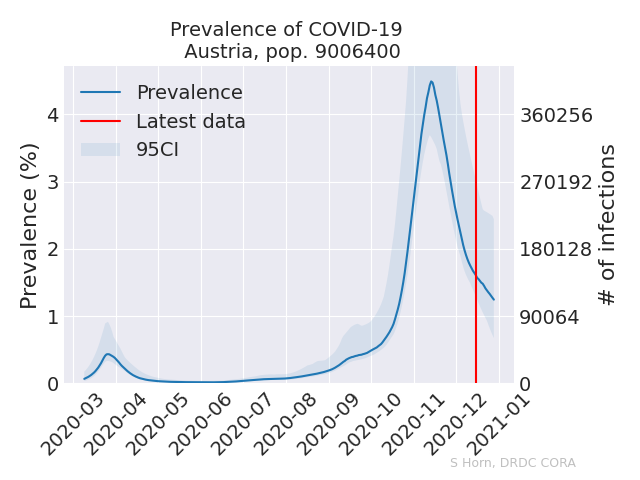 Prevalence of COVID-19
Austria, pop. 9006400
Prevalence
Latest data
95CI
Prevalence (%)
4
3
2
1
0
360256
270192
180128
90064
0
# of infections
2020-03
2020-04
2020-05
2020-06
2020-07
2020-08
2020-09
2020-10
2020-11
2020-12
2021-01
S Horn, DRDC CORA